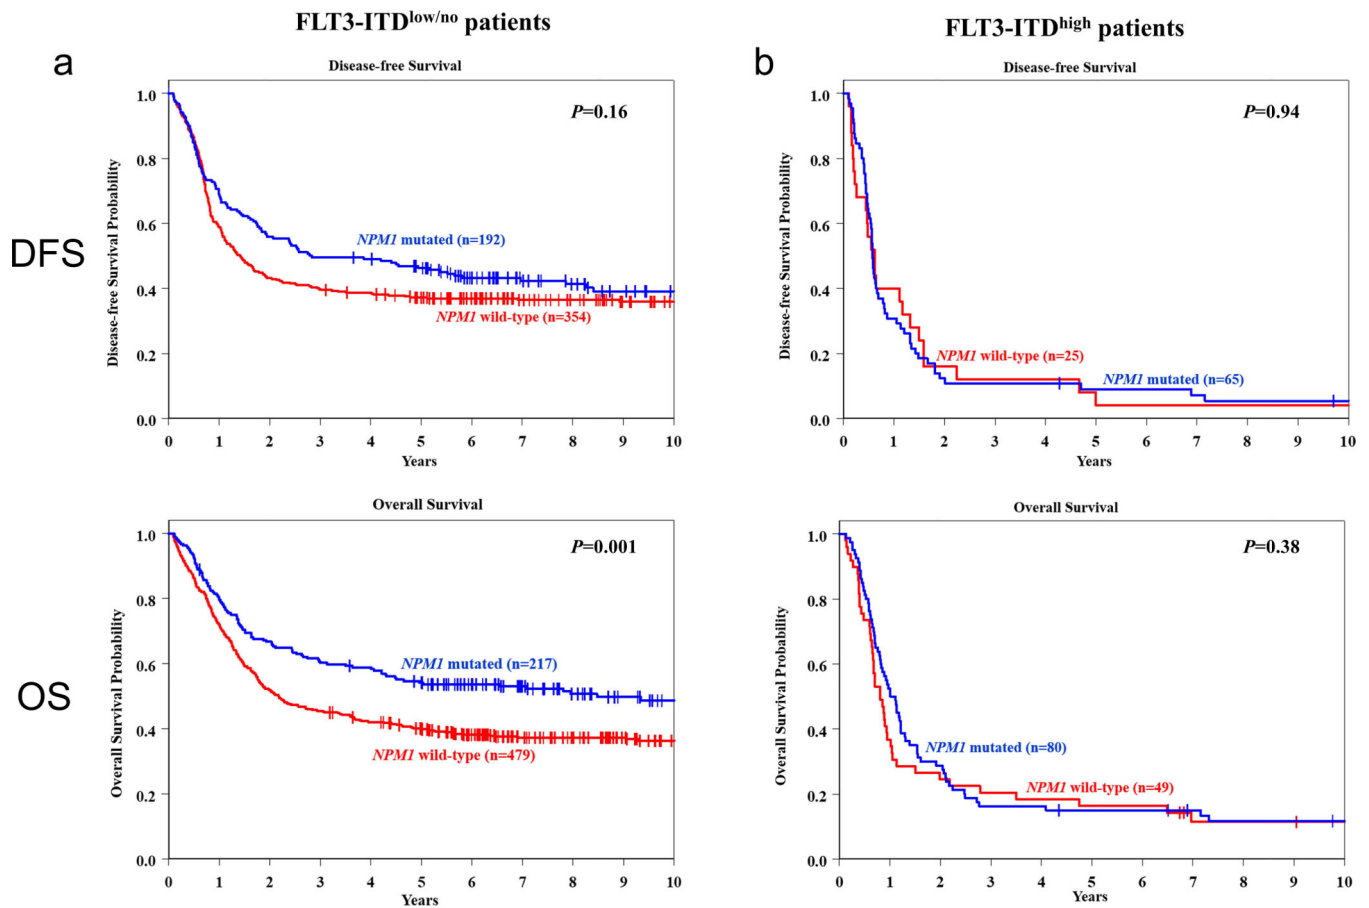 FLT3-ITDlow/no patients
FLT3-ITDhigh patients
a
b
DFS
Disease-free Survival
P=0.16
Disease-free Survival Probability
1.0
0.8
0.6
0.4
0.2
0.0
NPM1 mutated (n=192)
NPM1 wild-type (n=354)
0 1 2 3 4 5 6 7 8 9 10
Years
Disease-free Survival
P=0.94
Disease-free Survival Probability
1.0
0.8
0.6
0.4
0.2
0.0
NPM1 wild-type (n=25)
NPM1 mutated (n=65)
0 1 2 3 4 5 6 7 8 9 10
Years
OS
Overall Survival
P=0.001
Overall Survival Probability
1.0
0.8
0.6
0.4
0.2
0.0
NPM1 mutated (n=217)
NPM1 wild-type (n=479)
0 1 2 3 4 5 6 7 8 9 10
Years
Overall Survival
P=0.38
Overall Survival Probability
1.0
0.8
0.6
0.4
0.2
0.0
NPM1 mutated (n=80)
NPM1 wild-type (n=49)
0 1 2 3 4 5 6 7 8 9 10
Years